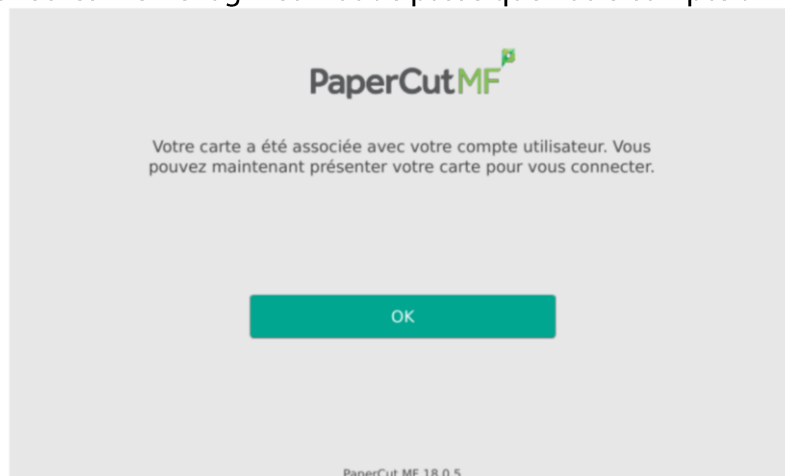 PaperCutMF
Votre carte a été associée avec votre compte utilisateur. Vous
pouvez maintenant présenter votre carte pour vous connecter.
OK
PaperCut MF 18.0.5